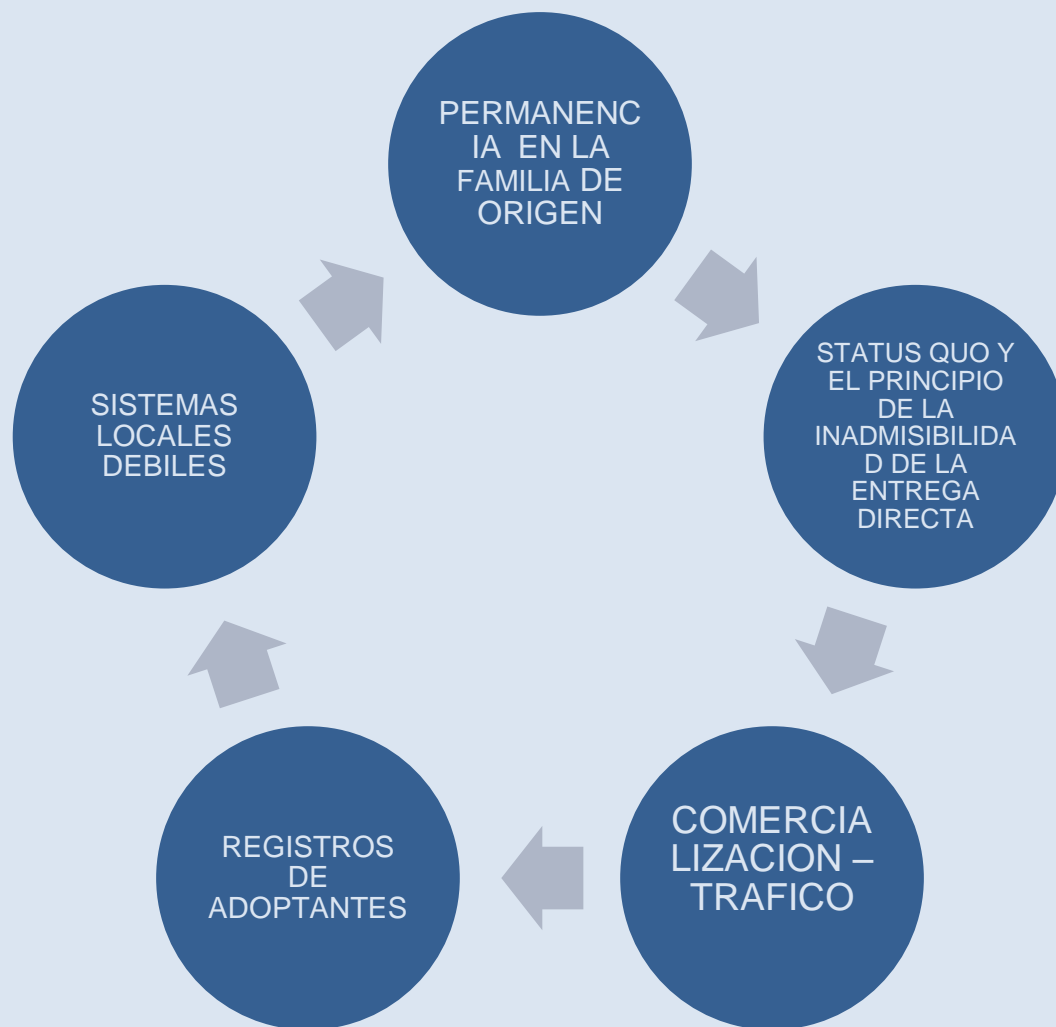 PERMANENC
IA EN LA
FAMILIA DE
ORIGEN
STATUS QUO Y
EL PRINCIPIO
DE LA
INADMISIBILIDA
D DE LA
ENTREGA
DIRECTA
COMERCIA
LIZACION –
TRAFICO
REGISTROS
DE
ADOPTANTES
SISTEMAS
LOCALES
DEBILES